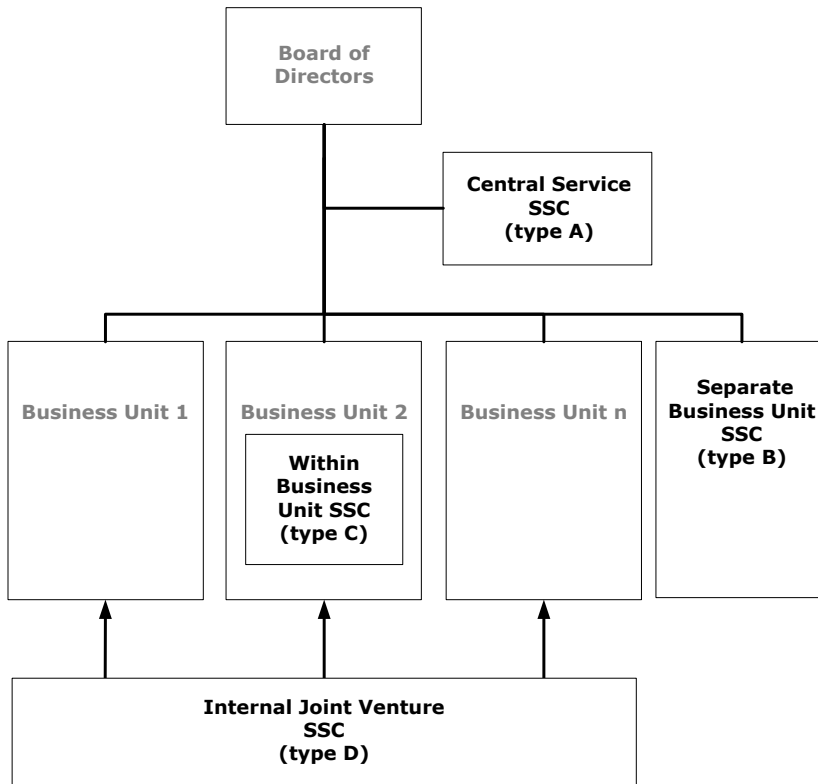 Board of
Directors
Central Service
SSC
(type A)
Business Unit 1
Business Unit 2
Within
Business
Unit SSC
(type C)
Business Unit n
Separate
Business Unit
SSC
(type B)
Internal Joint Venture
SSC
(type D)